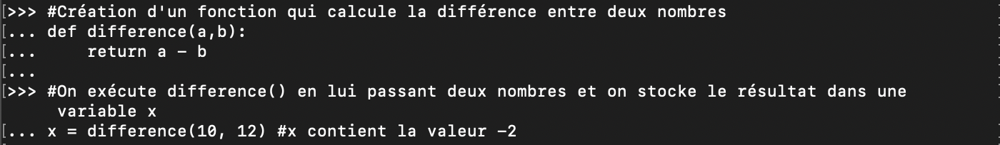 >>> #Création d'un fonction qui calcule la différence entre deux nombres
... def difference(a,b):
...     return a - b
...
>>> #On exécute difference() en lui passant deux nombres et on stocke le résultat dans une
variable x
... x = difference(10, 12) #x contient la valeur -2